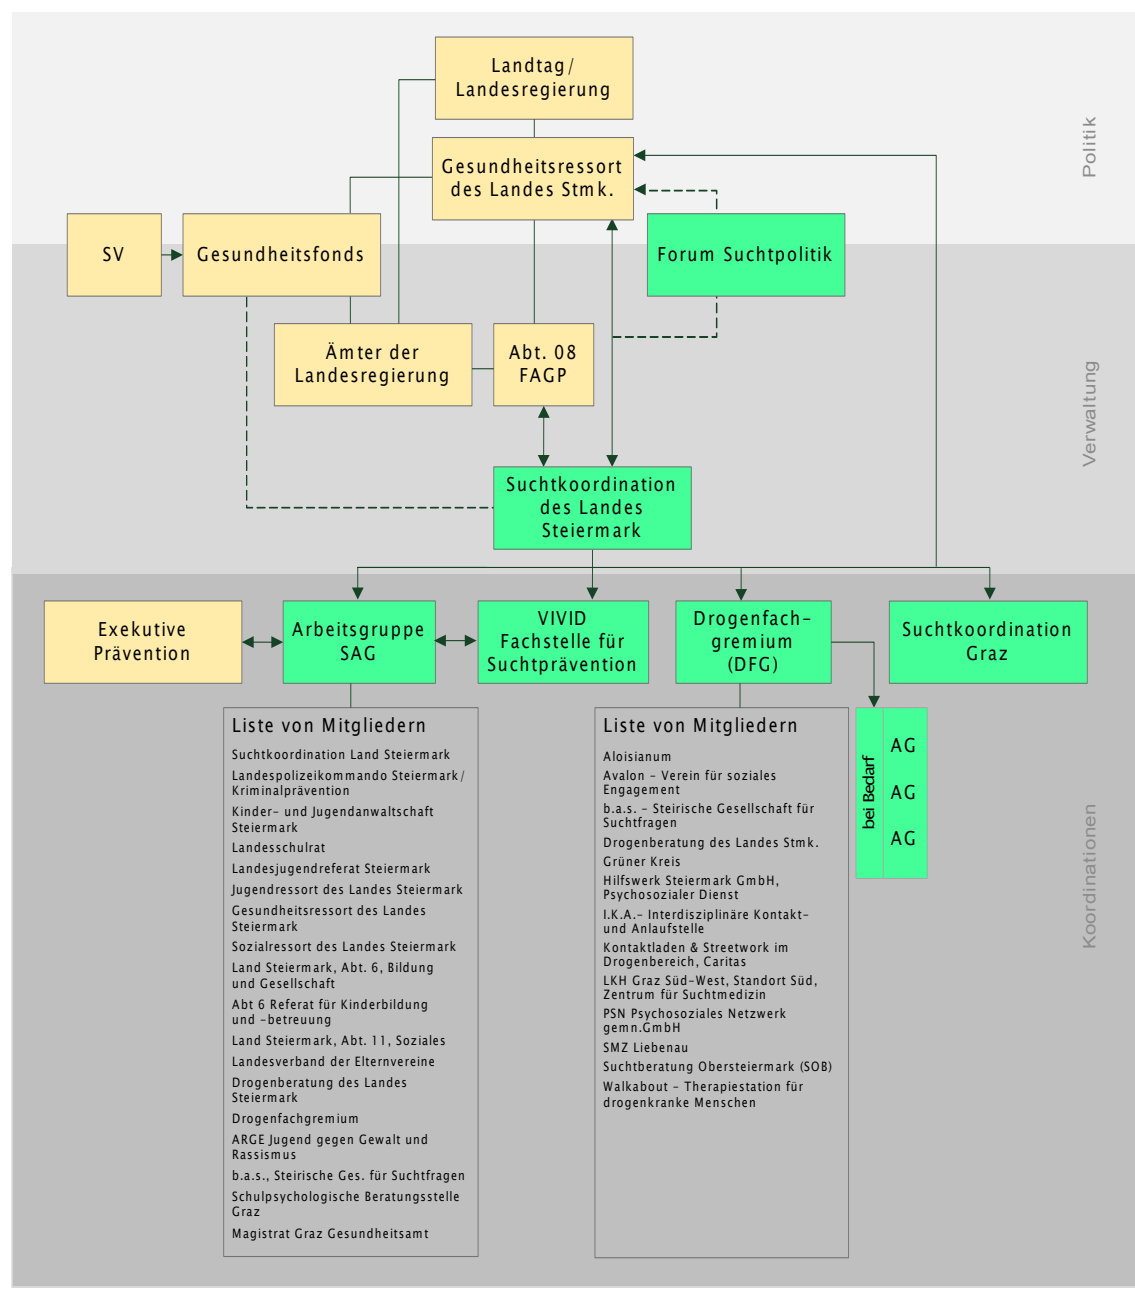 Landtag/
Landesregierung
Politik
Gesundheitsressort
des Landes Stmk.
SV
Gesundheitsfonds
Forum Suchtpolitik
Ämter der
Landesregierung
Abt. 08
FAGP
Verwaltung
Suchtkoordination
des Landes
Steiermark
Exekutive
Prävention
Arbeitsgruppe
SAG
VIVID
Fachstelle für
Suchtprävention
Drogenfach-
gremium
(DFG)
Suchtkoordination
Graz
Liste von Mitgliedern
Suchtkoordination Land Steiermark
Landespolizeikommando Steiermark/
Kriminalprävention
Kinder- und Jugendanwaltschaft
Steiermark
Landesschulrat
Landesjugendreferat Steiermark
Jugendressort des Landes Steiermark
Gesundheitsressort des Landes
Steiermark
Sozialressort des Landes Steiermark
Land Steiermark, Abt. 6, Bildung
und Gesellschaft
Abt 6 Referat für Kinderbildung
und -betreuung
Land Steiermark, Abt. 11, Soziales
Landesverband der Elternvereine
Drogenberatung des Landes
Steiermark
Drogenfachgremium
ARGE Jugend gegen Gewalt und
Rassismus
b.a.s., Steirische Ges. für Suchtfragen
Schulpsychologische Beratungsstelle
Graz
Magistrat Graz Gesundheitsamt
Liste von Mitgliedern
Aloisianum
Avalon - Verein für soziales
Engagement
b.a.s. - Steirische Gesellschaft für
Suchtfragen
Drogenberatung des Landes Stmk.
Grüner Kreis
Hilfswerk Steiermark GmbH,
Psychosozialer Dienst
I.K.A.- Interdisziplinäre Kontakt-
und Anlaufstelle
Kontaktladen & Streetwork im
Drogenbereich, Caritas
LKH Graz Süd-West, Standort Süd,
Zentrum für Suchtmedizin
PSN Psychosoziales Netzwerk
gemn.GmbH
SMZ Liebenau
Suchtberatung Obersteiermark (SOB)
Walkabout - Therapiestation für
drogenkranke Menschen
bei Bedarf
AG
AG
AG
Koordinationen